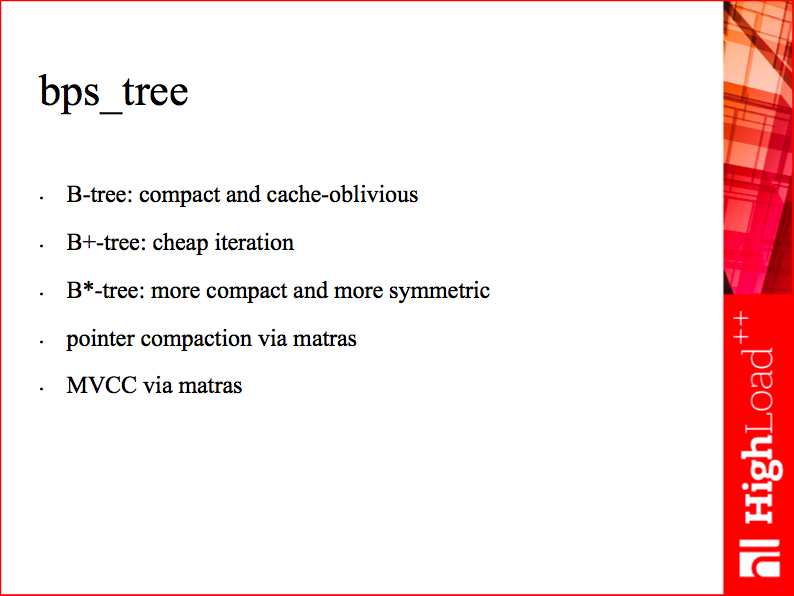 bps_tree
· B-tree: compact and cache-oblivious
· B+-tree: cheap iteration
· B*-tree: more compact and more symmetric
· pointer compaction via matras
· MVCC via matras
HighLoad++